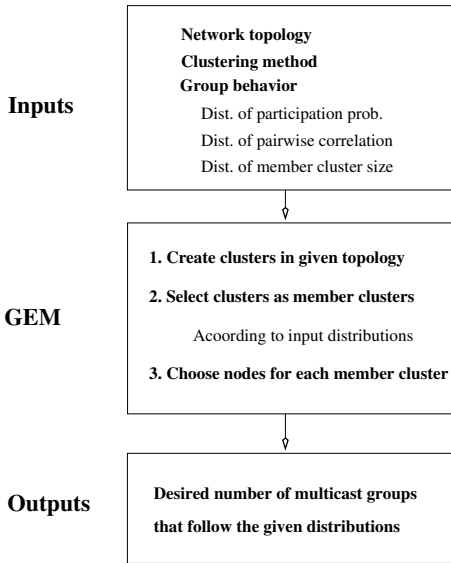 Inputs
Network topology
Clustering method
Group behavior
Dist. of participation prob.
Dist. of pairwise correlation
Dist. of member cluster size
GEM
1. Create clusters in given topology
2. Select clusters as member clusters
Acoording to input distributions
3. Choose nodes for each member cluster
Outputs
Desired number of multicast groups
that follow the given distributions